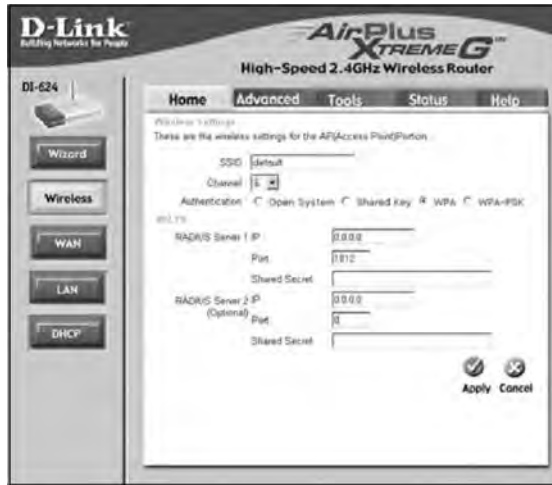 D-Link
Building Networks for People
AirPlus
XTREME G™
High-Speed 2.4GHz Wireless Router
DI-624
Home Advanced Tools Status Help
Wizard
Wireless
WAN
LAN
DHCP
Wireless Settings
These are the wireless settings for the AP(Access Point)Portion.
SSID default
Channel 6
Authentication Open System Shared Key WPA WPA-PSK
802.1X
RADIUS Server 1 IP 0.0.0.0
Port 1812
Shared Secret
RADIUS Server 2 IP 0.0.0.0
(Optional) Port 0
Shared Secret
Apply Cancel